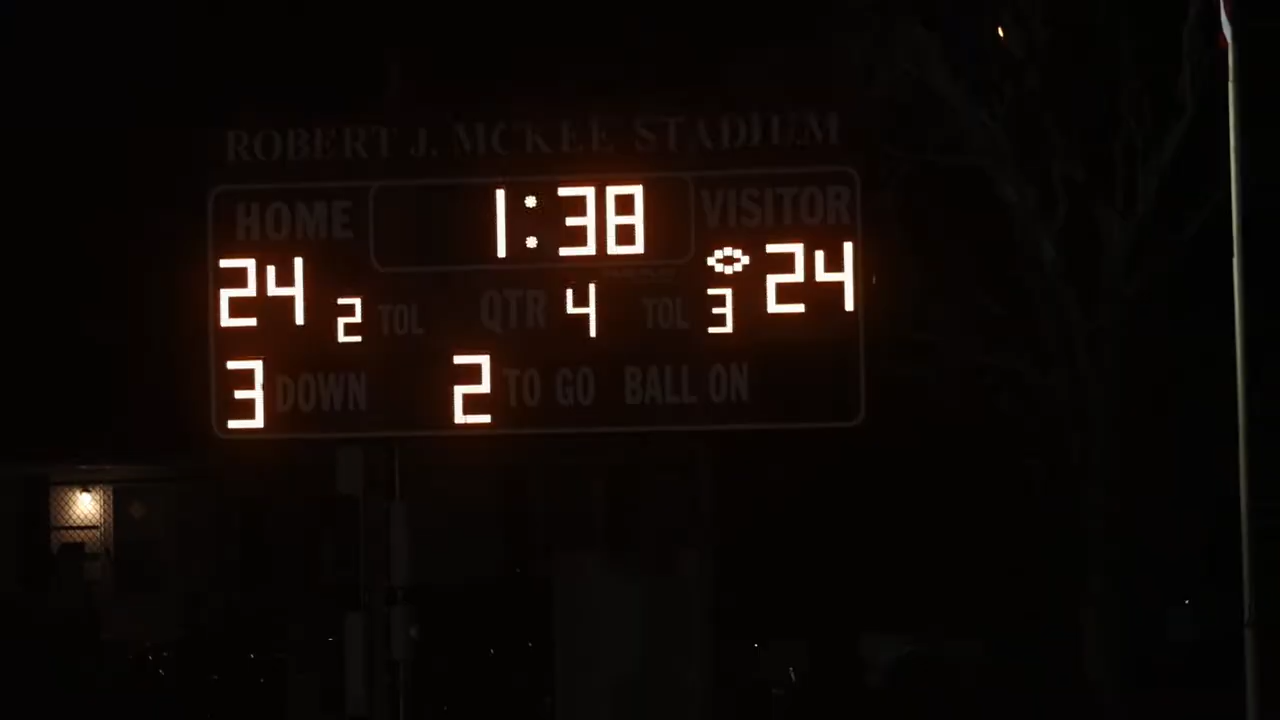 ROBERT J. MCKEE STADIUM
HOME 1:38 VISITOR
24 2 TOL QTR 4 TOL 3 24
3 DOWN 2 TO GO BALL ON